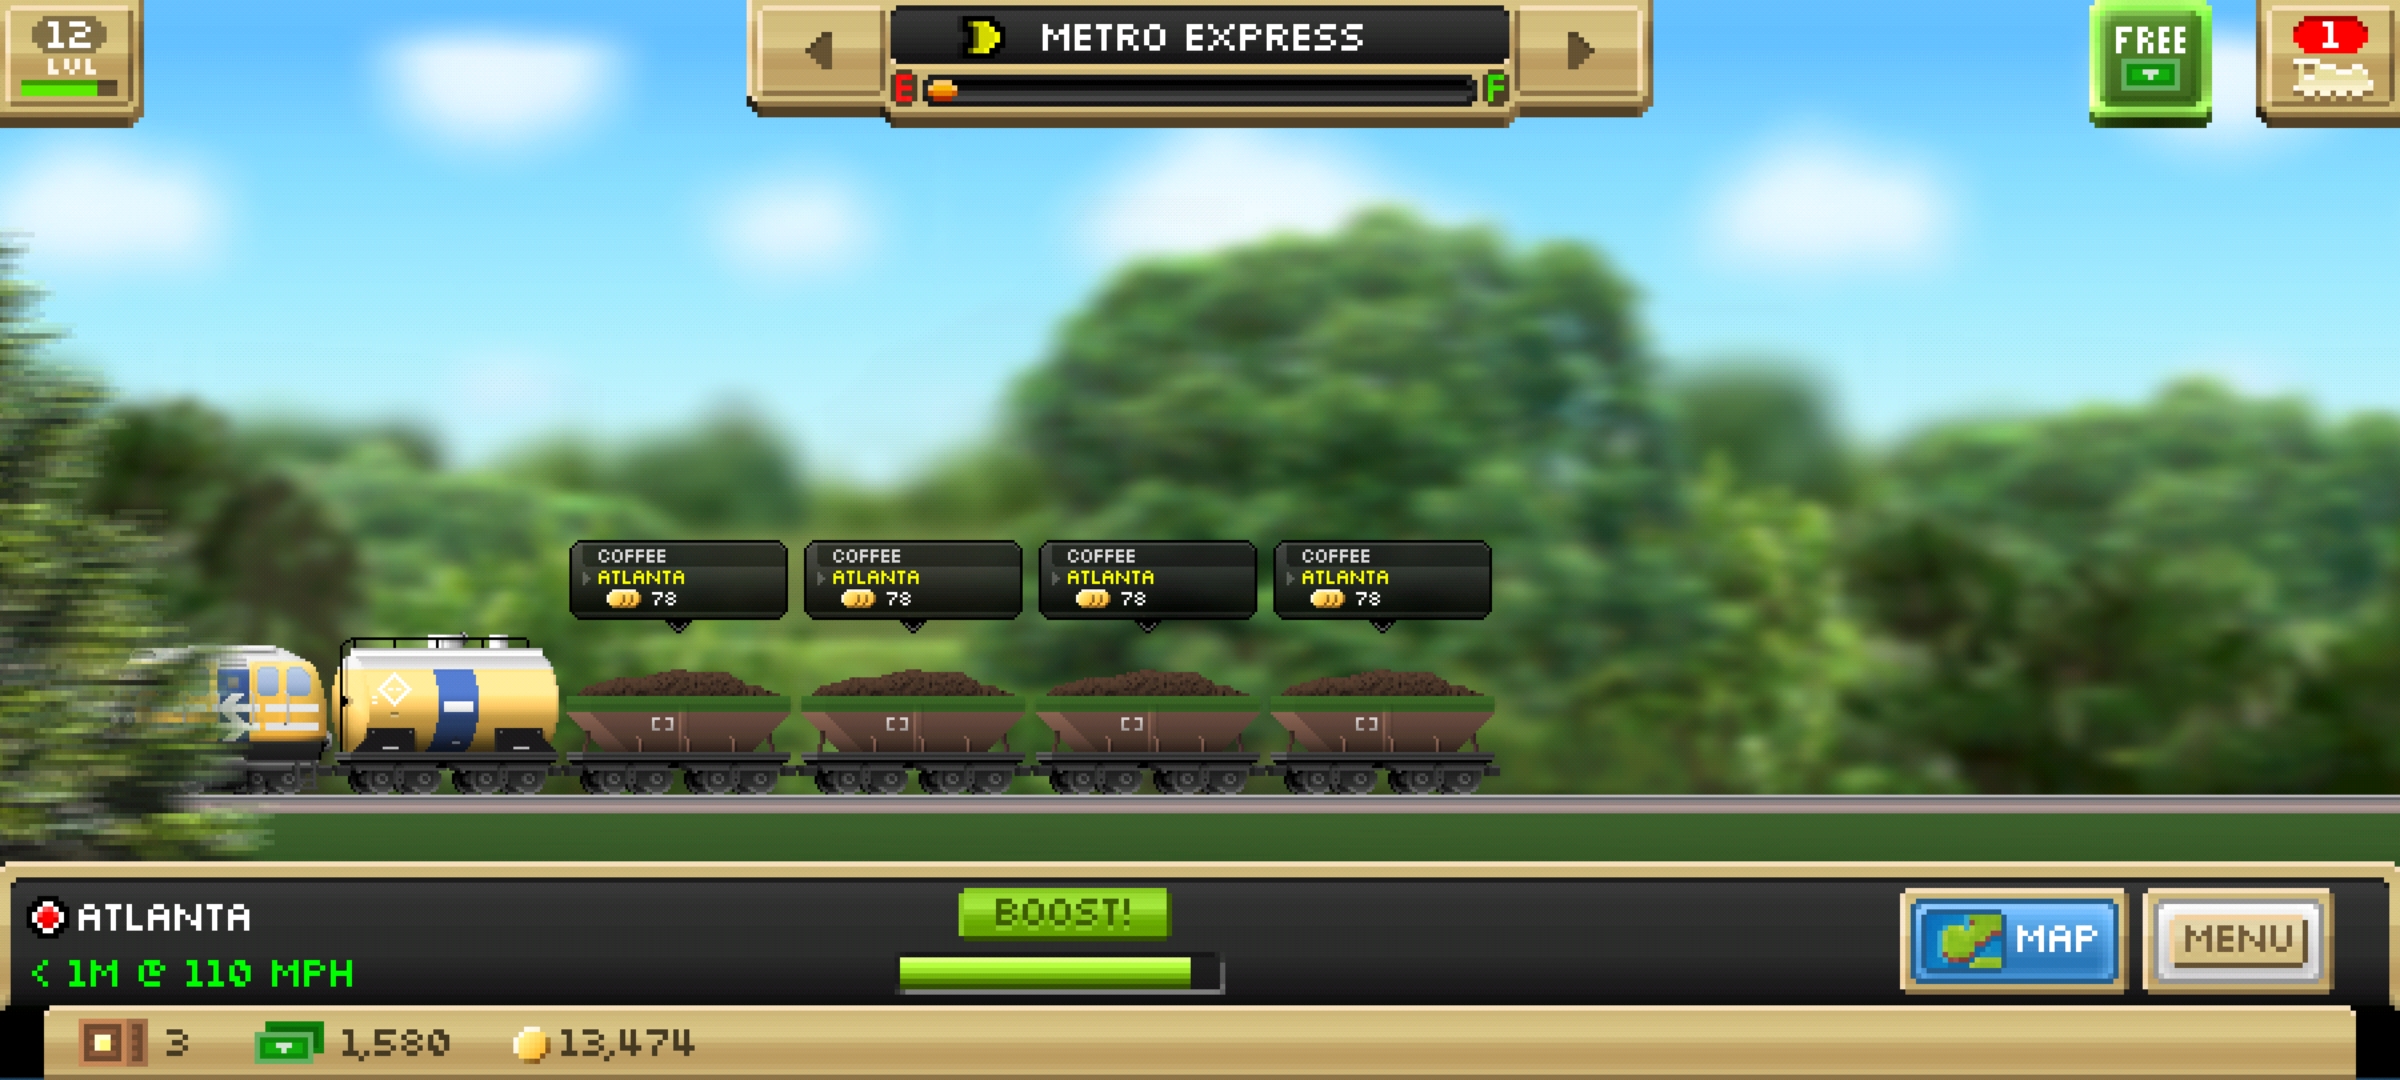 12
LVL
METRO EXPRESS
E
F
FREE
1
COFFEE
ATLANTA
78
COFFEE
ATLANTA
78
COFFEE
ATLANTA
78
COFFEE
ATLANTA
78
ATLANTA
< 1M @ 110 MPH
BOOST!
MAP
MENU
3
1,580
13,474